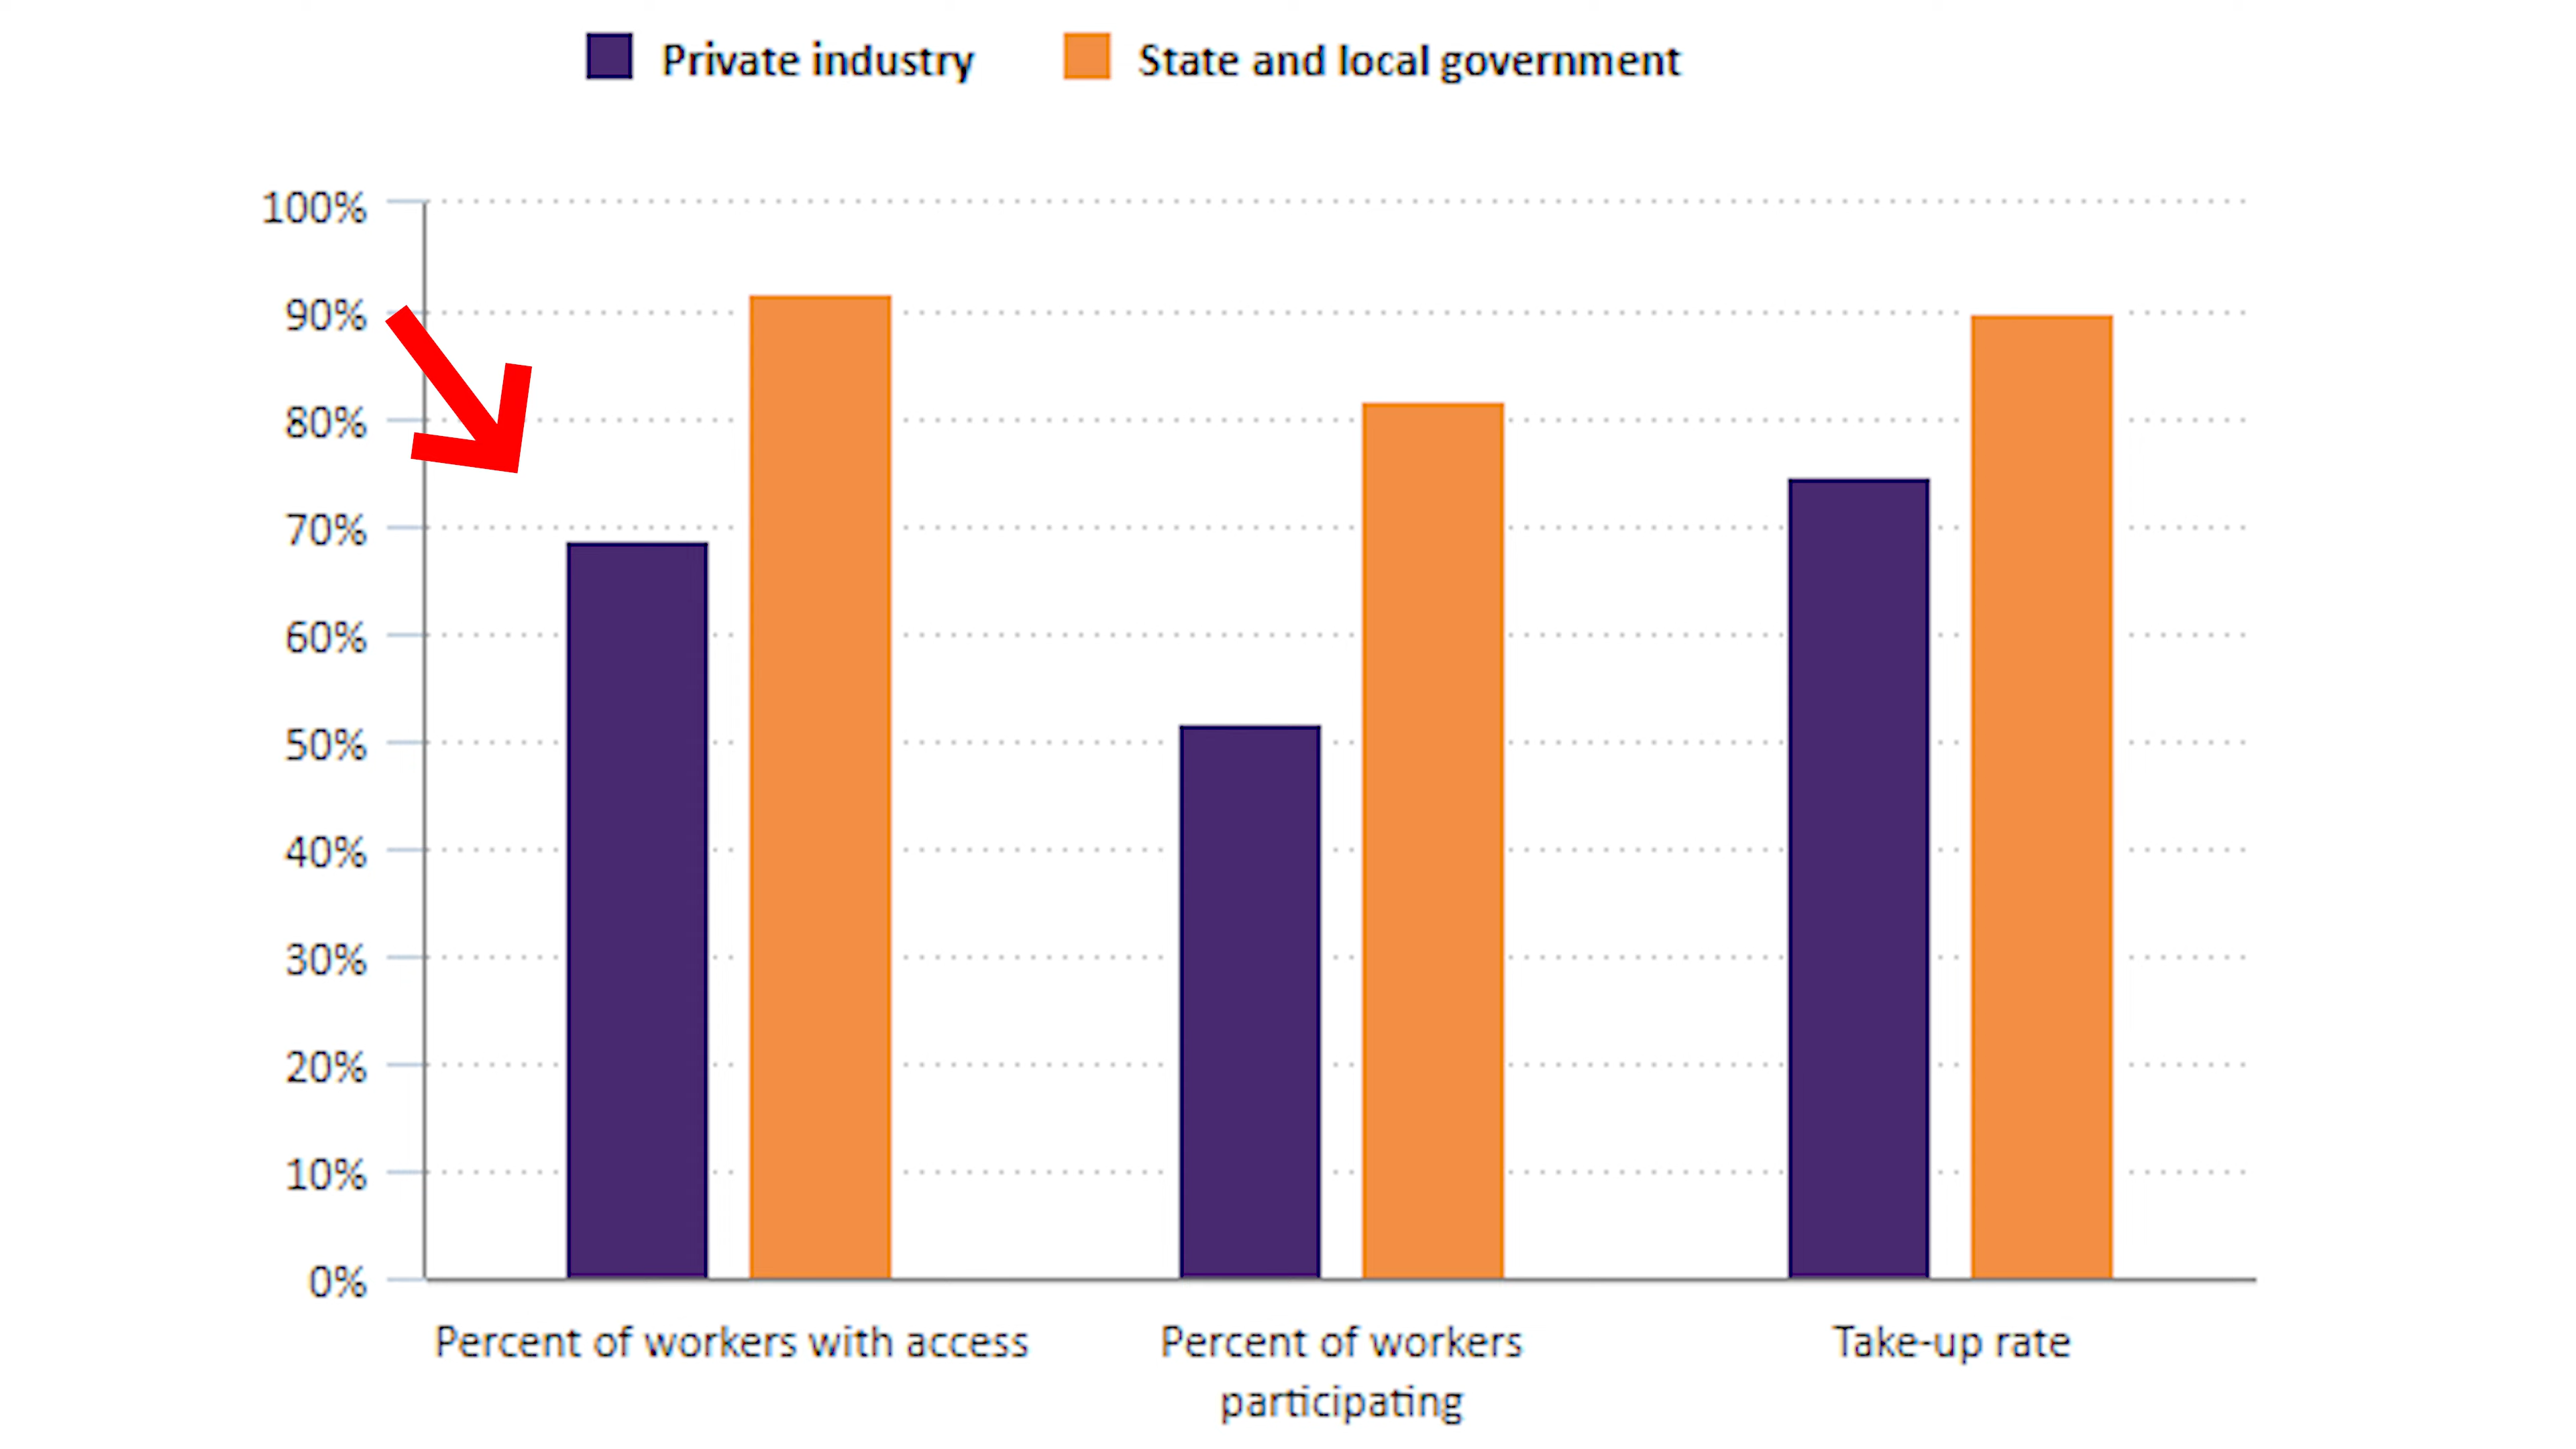 Private industry State and local government
100%
90%
80%
70%
60%
50%
40%
30%
20%
10%
0%
Percent of workers with access
Percent of workers
participating
Take-up rate